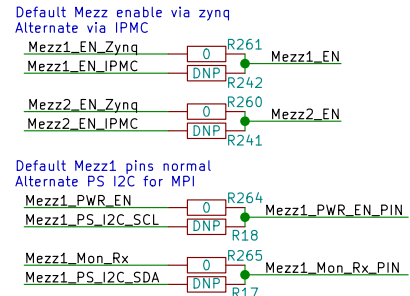 Default Mezz enable via zynq
Alternate via IPMC
Mezz1_EN_Zynq 0 R261
Mezz1_EN
Mezz1_EN_IPMC DNP R242
Mezz2_EN_Zynq 0 R260
Mezz2_EN
Mezz2_EN_IPMC DNP R241
Default Mezz1 pins normal
Alternate PS I2C for MPI
Mezz1_PWR_EN 0 R264
Mezz1_PWR_EN_PIN
Mezz1_PS_I2C_SCL DNP R18
Mezz1_Mon_Rx 0 R265
Mezz1_Mon_Rx_PIN
Mezz1_PS_I2C_SDA DNP R17